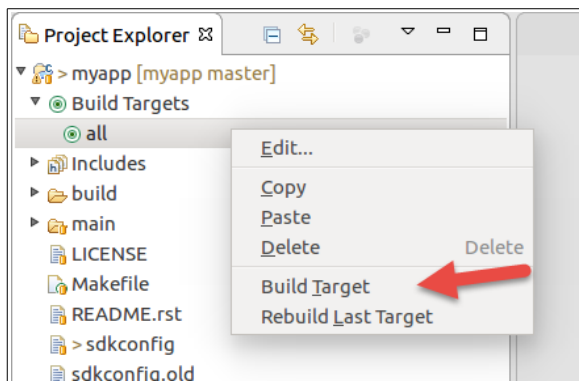 Project Explorer
> myapp [myapp master]
Build Targets
all
Includes
build
main
LICENSE
Makefile
README.rst
> sdkconfig
sdkconfig.old
Edit...
Copy
Paste
Delete Delete
Build Target
Rebuild Last Target